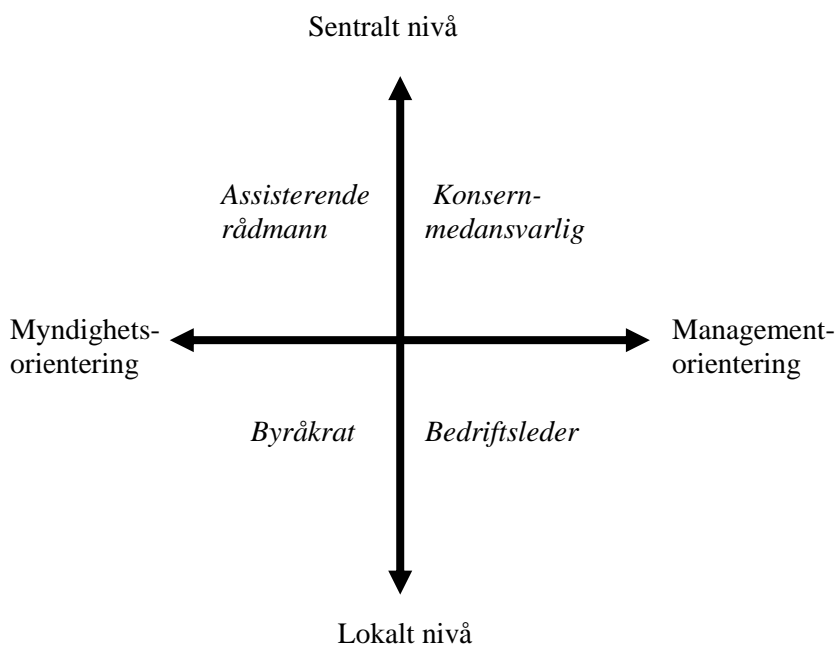 Sentralt nivå
Assisterende
rådmann
Konsern-
medansvarlig
Myndighets-
orientering
Management-
orientering
Byråkrat
Bedriftsleder
Lokalt nivå